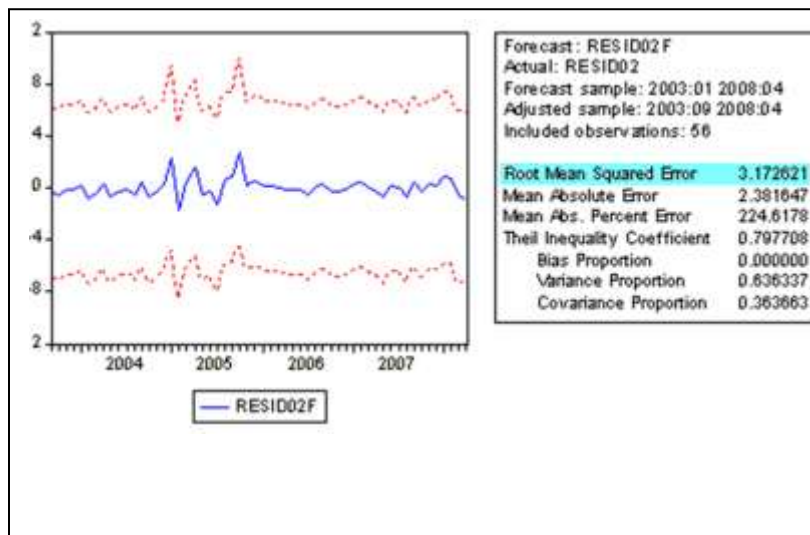 2
8
4
0
-4
-8
2
2004 2005 2006 2007
RESID02F
Forecast: RESID02F
Actual: RESID02
Forecast sample: 2003:01 2008:04
Adjusted sample: 2003:09 2008:04
Included observations: 56
Root Mean Squared Error 3.172621
Mean Absolute Error 2.381647
Mean Abs. Percent Error 224.6178
Theil Inequality Coefficient 0.797708
Bias Proportion 0.000000
Variance Proportion 0.636337
Covariance Proportion 0.363663